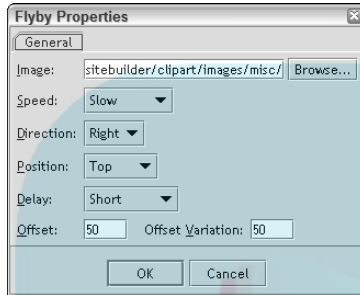 Flyby Properties
General
Image: sitebuilder/clipart/images/misc/ Browse...
Speed: Slow
Direction: Right
Position: Top
Delay: Short
Offset: 50 Offset Variation: 50
OK Cancel